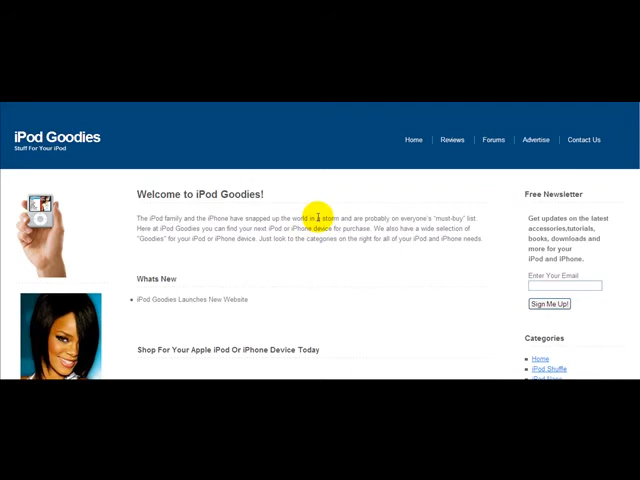 iPod Goodies
Stuff For Your iPod
Home
Reviews
Forums
Advertise
Contact Us
Welcome to iPod Goodies!
The iPod family and the iPhone have snapped up the world in a storm and are probably on everyone's "must-buy" list.
Here at iPod Goodies you can find your next iPod or iPhone device for purchase. We also have a wide selection of
"Goodies" for your iPod or iPhone device. Just look to the categories on the right for all of your iPod and iPhone needs.
Whats New
iPod Goodies Launches New Website
Shop For Your Apple iPod Or iPhone Device Today
Free Newsletter
Get updates on the latest
accessories,tutorials,
books, downloads and
more for your
iPod and iPhone.
Enter Your Email
Sign Me Up!
Categories
Home
iPod Shuffle
iPod Nano